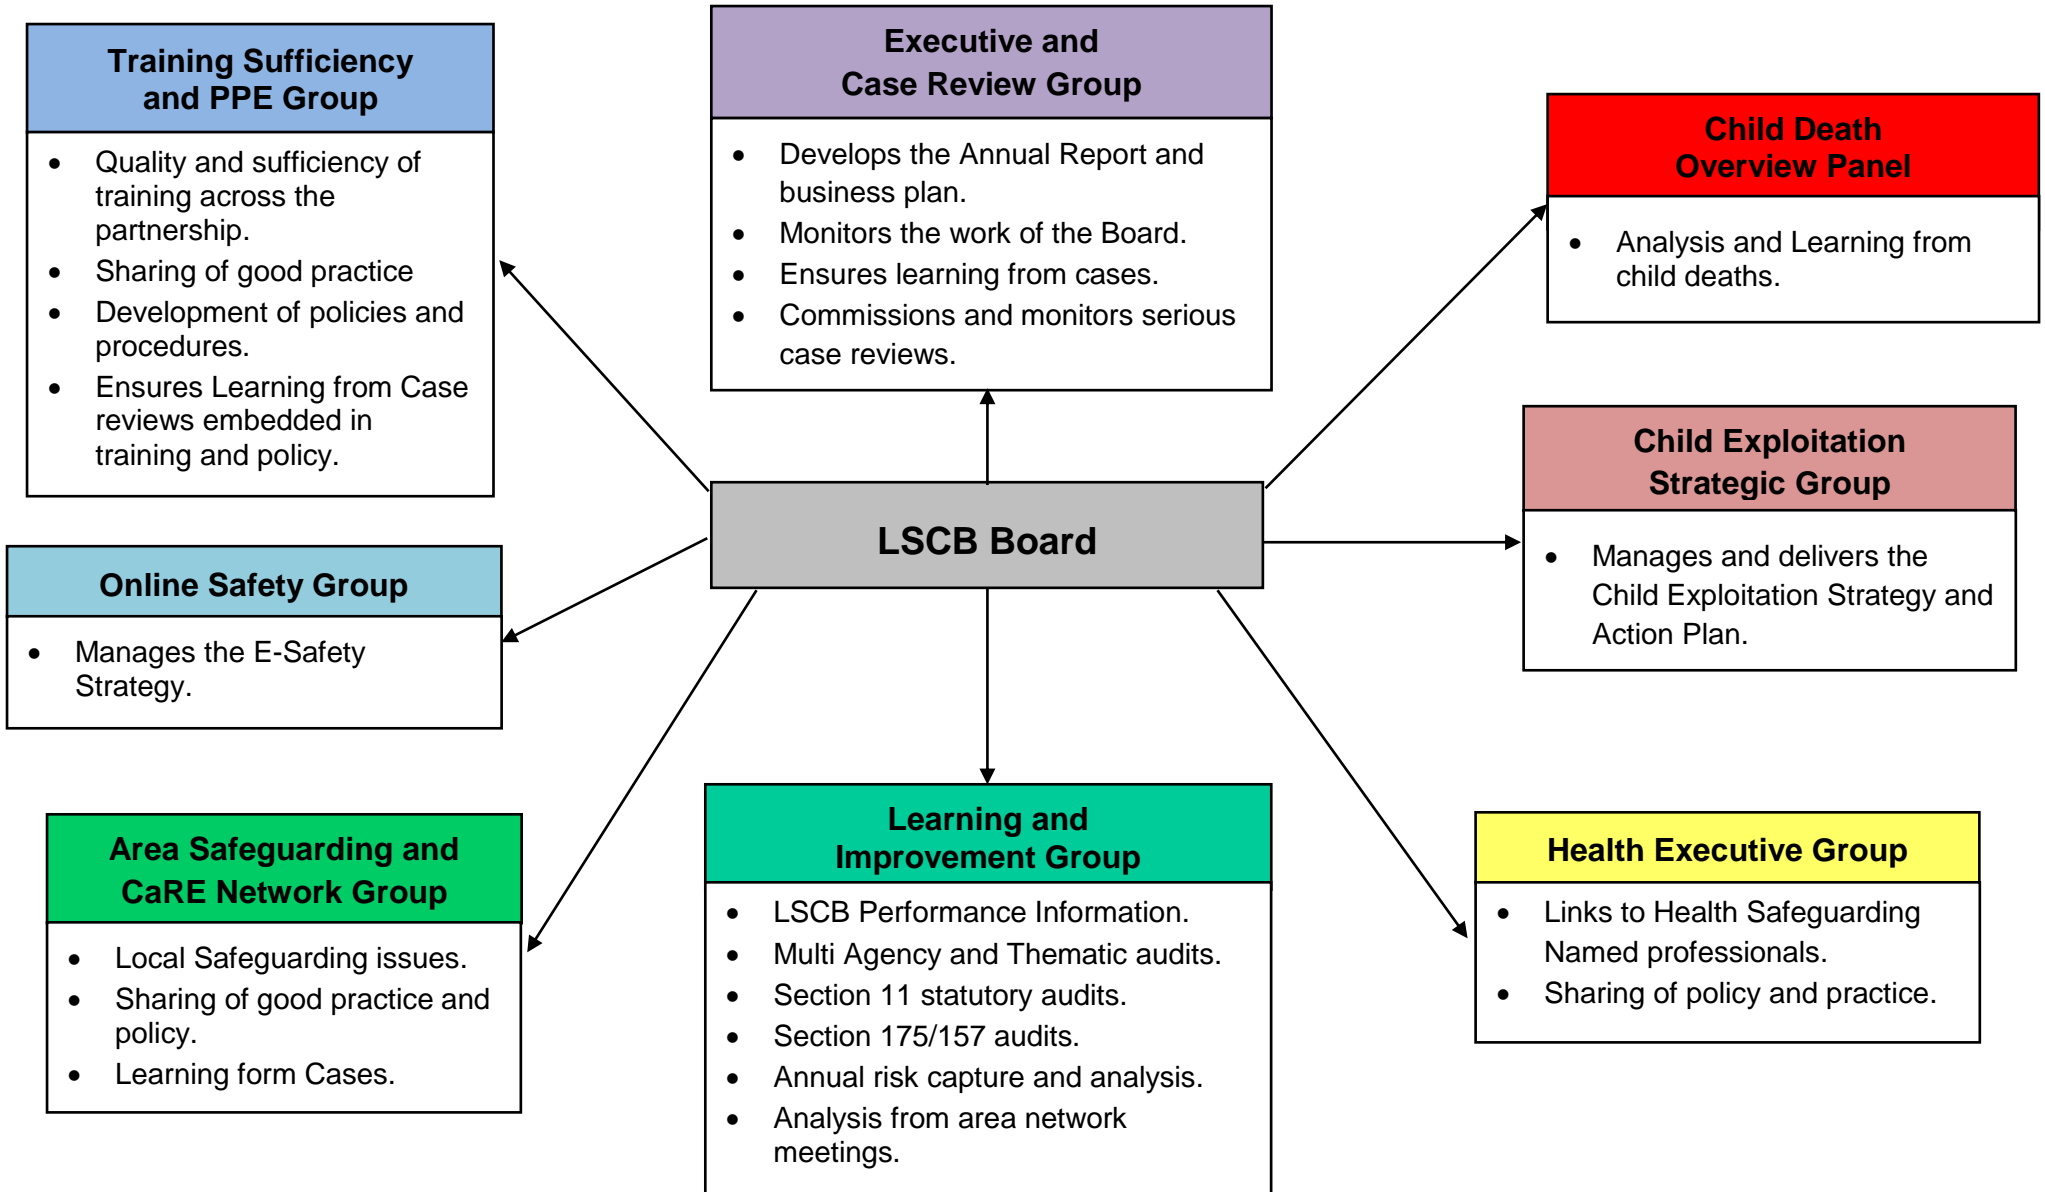 Training Sufficiency
and PPE Group
• Quality and sufficiency of
training across the
partnership.
• Sharing of good practice
• Development of policies and
procedures.
• Ensures Learning from Case
reviews embedded in
training and policy.
Executive and
Case Review Group
• Develops the Annual Report and
business plan.
• Monitors the work of the Board.
• Ensures learning from cases.
• Commissions and monitors serious
case reviews.
Child Death
Overview Panel
• Analysis and Learning from
child deaths.
Child Exploitation
Strategic Group
• Manages and delivers the
Child Exploitation Strategy and
Action Plan.
LSCB Board
Online Safety Group
• Manages the E-Safety
Strategy.
Area Safeguarding and
CaRE Network Group
• Local Safeguarding issues.
• Sharing of good practice and
policy.
• Learning form Cases.
Learning and
Improvement Group
• LSCB Performance Information.
• Multi Agency and Thematic audits.
• Section 11 statutory audits.
• Section 175/157 audits.
• Annual risk capture and analysis.
• Analysis from area network
meetings.
Health Executive Group
• Links to Health Safeguarding
Named professionals.
• Sharing of policy and practice.